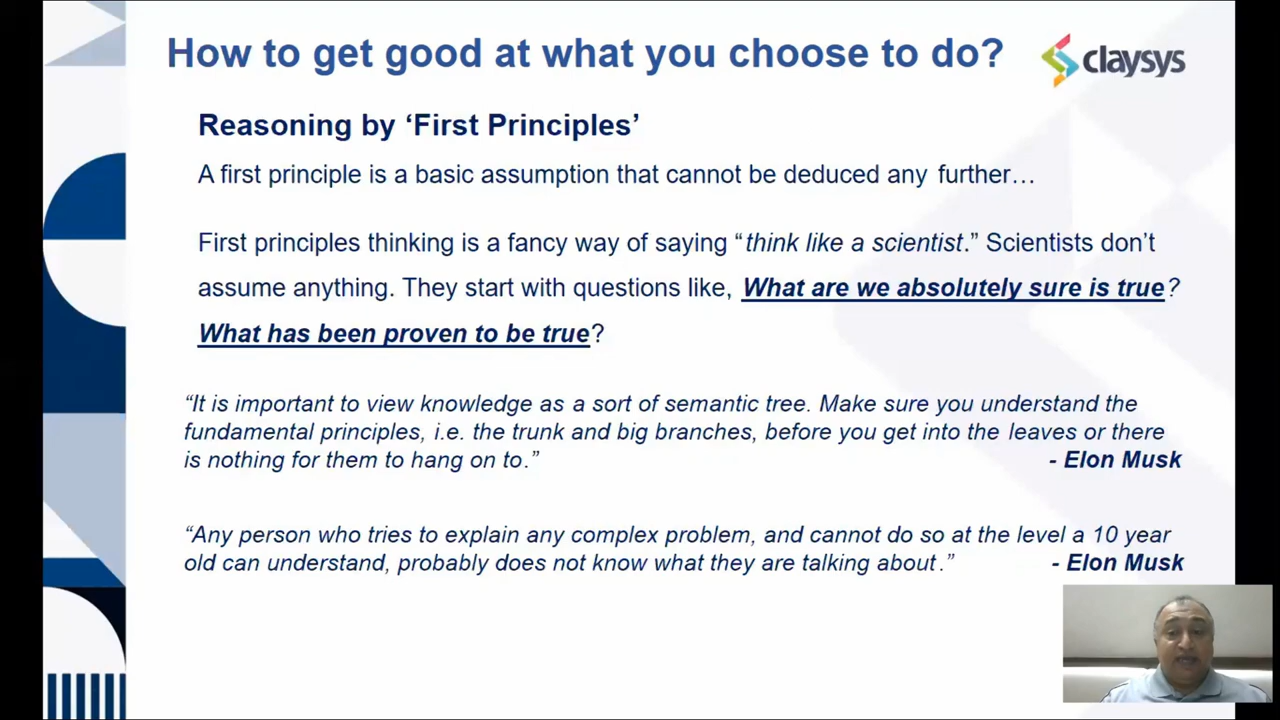 How to get good at what you choose to do?
claysys
Reasoning by ‘First Principles’
A first principle is a basic assumption that cannot be deduced any further…
First principles thinking is a fancy way of saying “think like a scientist.” Scientists don’t
assume anything. They start with questions like, What are we absolutely sure is true?
What has been proven to be true?
“It is important to view knowledge as a sort of semantic tree. Make sure you understand the
fundamental principles, i.e. the trunk and big branches, before you get into the leaves or there
is nothing for them to hang on to.”
- Elon Musk
“Any person who tries to explain any complex problem, and cannot do so at the level a 10 year
old can understand, probably does not know what they are talking about.”
- Elon Musk